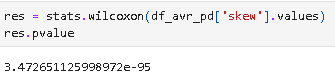 res = stats.wilcoxon(df_avr_pd['skew'].values)
res.pvalue
3.472651125998972e-95